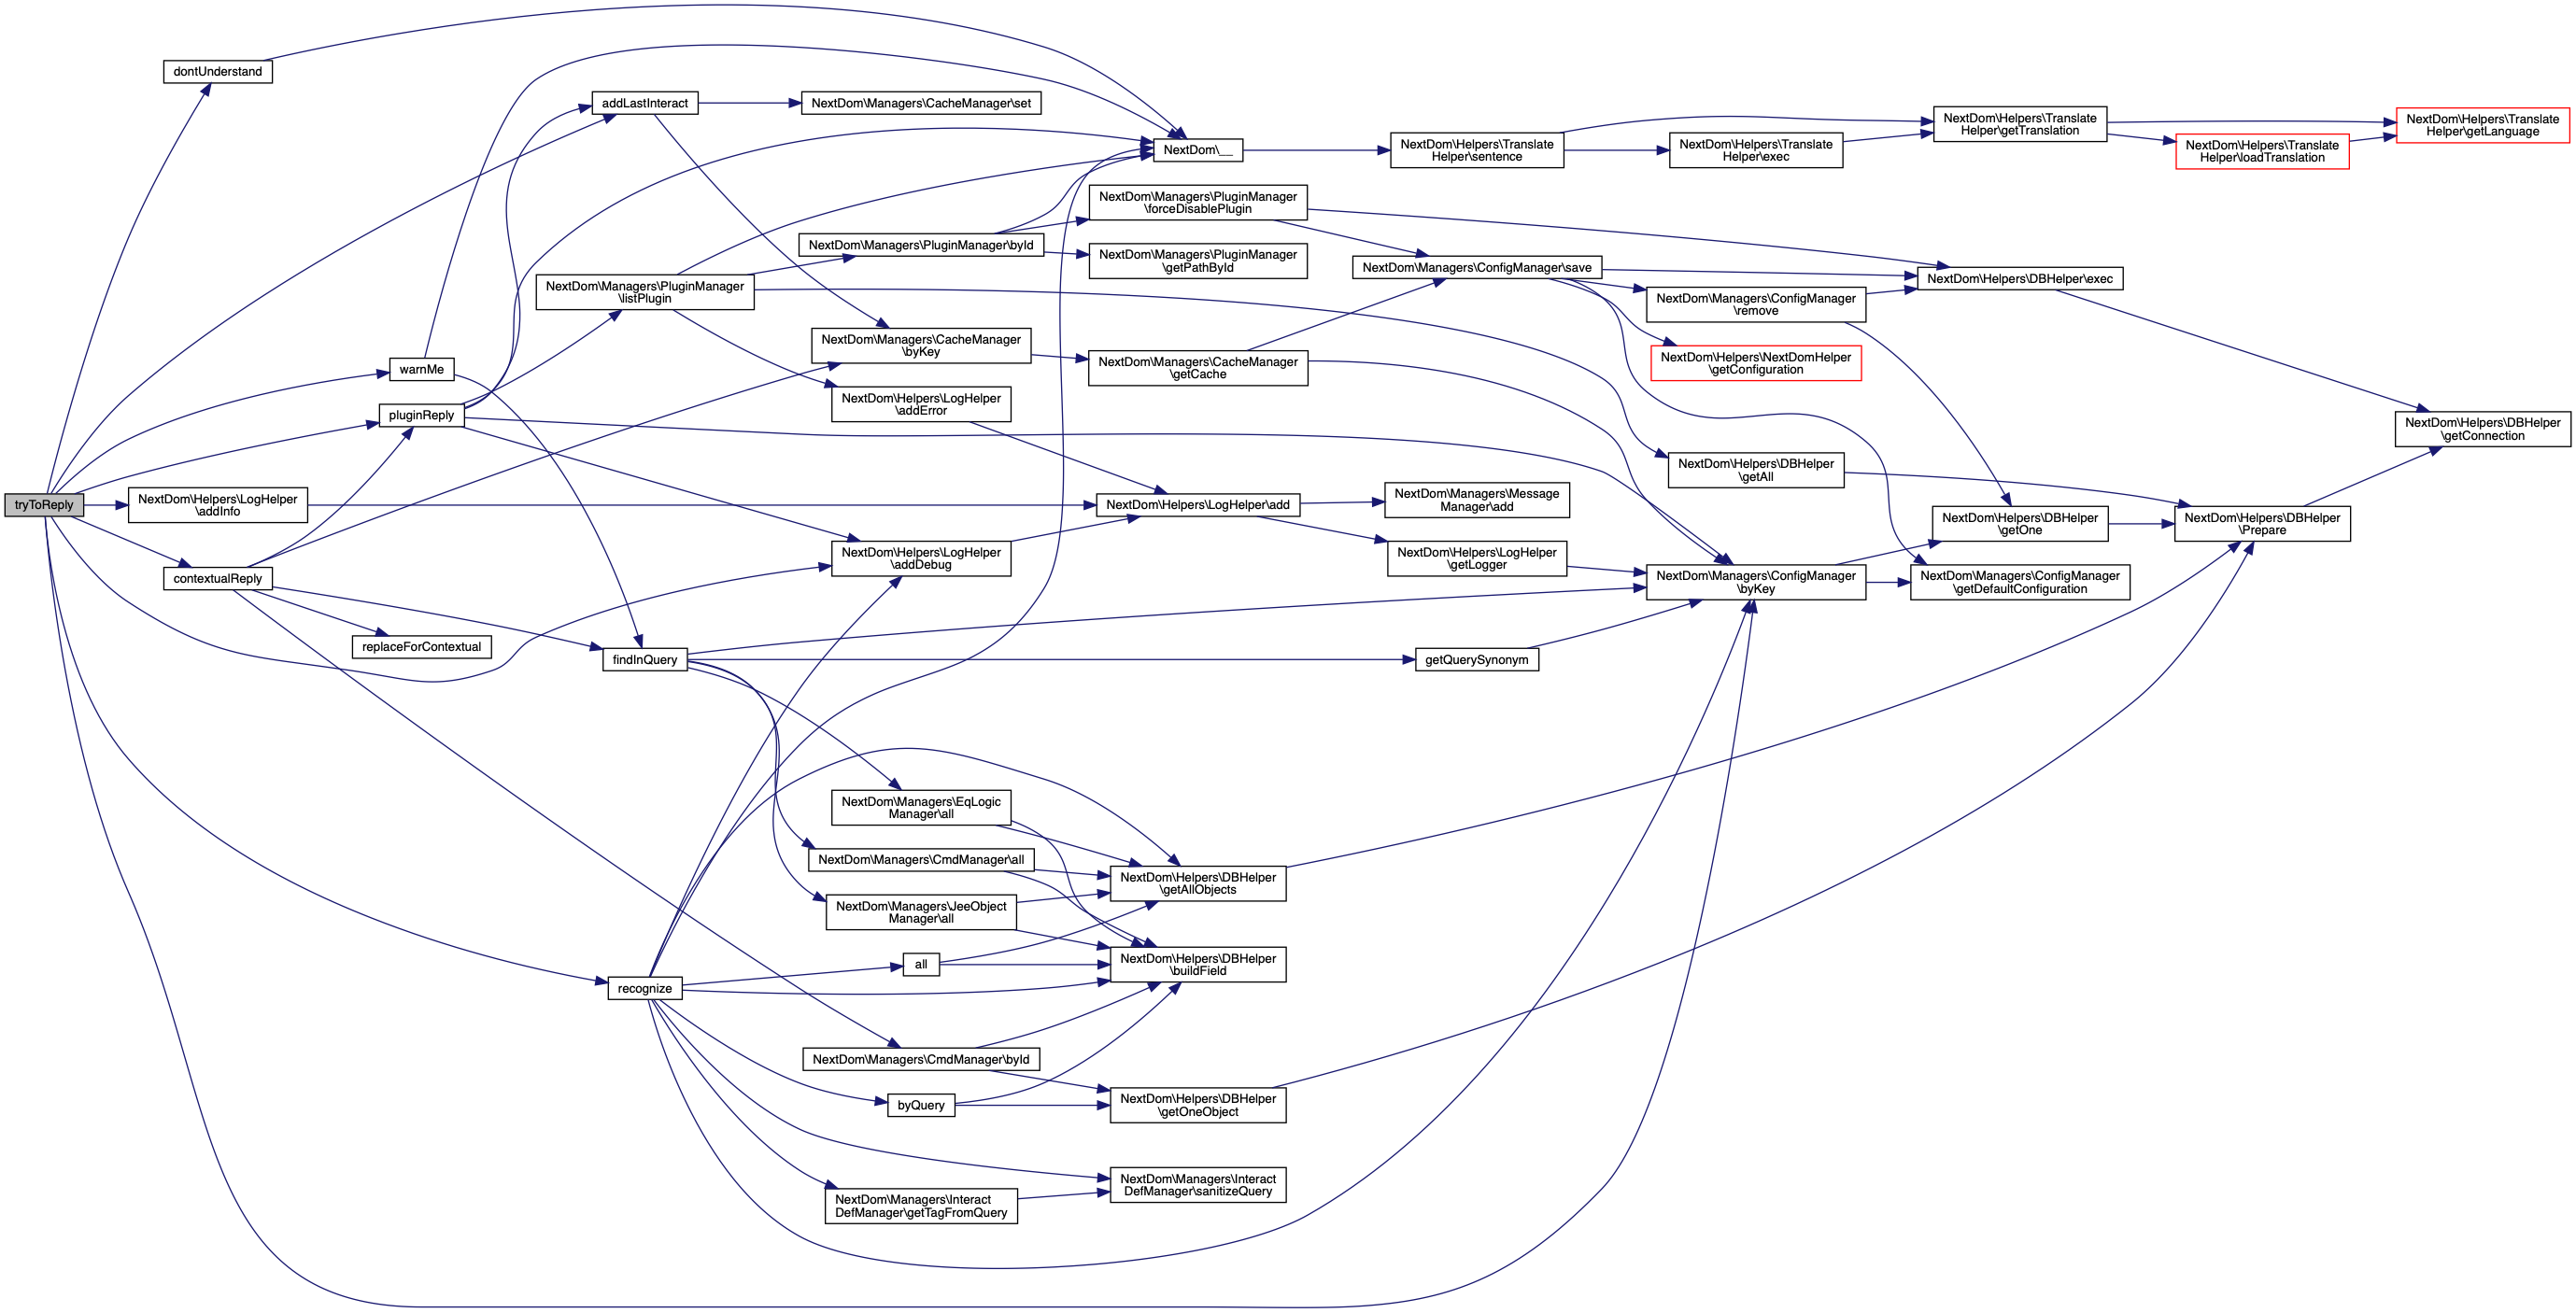 dontUnderstand
addLastInteract
NextDom\Managers\CacheManager\set
NextDom\__
NextDom\Helpers\Translate
Helper\sentence
NextDom\Helpers\Translate
Helper\exec
NextDom\Helpers\Translate
Helper\getTranslation
NextDom\Helpers\Translate
Helper\loadTranslation
NextDom\Helpers\Translate
Helper\getLanguage
NextDom\Managers\PluginManager
\forceDisablePlugin
NextDom\Managers\PluginManager\byId
NextDom\Managers\PluginManager
\getPathById
NextDom\Managers\ConfigManager\save
NextDom\Helpers\DBHelper\exec
NextDom\Managers\PluginManager
\listPlugin
NextDom\Managers\ConfigManager
\remove
NextDom\Managers\CacheManager
\byKey
NextDom\Managers\CacheManager
\getCache
NextDom\Helpers\NextDomHelper
\getConfiguration
warnMe
pluginReply
NextDom\Helpers\LogHelper
\addError
NextDom\Helpers\DBHelper
\getConnection
NextDom\Helpers\DBHelper
\getAll
tryToReply
NextDom\Helpers\LogHelper
\addInfo
NextDom\Helpers\LogHelper\add
NextDom\Managers\Message
Manager\add
NextDom\Helpers\DBHelper
\getOne
NextDom\Helpers\DBHelper
\Prepare
contextualReply
NextDom\Helpers\LogHelper
\addDebug
NextDom\Helpers\LogHelper
\getLogger
NextDom\Managers\ConfigManager
\byKey
NextDom\Managers\ConfigManager
\getDefaultConfiguration
replaceForContextual
findInQuery
getQuerySynonym
NextDom\Managers\EqLogic
Manager\all
NextDom\Managers\CmdManager\all
NextDom\Helpers\DBHelper
\getAllObjects
NextDom\Managers\JeeObject
Manager\all
all
NextDom\Helpers\DBHelper
\buildField
recognize
NextDom\Managers\CmdManager\byId
byQuery
NextDom\Helpers\DBHelper
\getOneObject
NextDom\Managers\Interact
DefManager\sanitizeQuery
NextDom\Managers\Interact
DefManager\getTagFromQuery